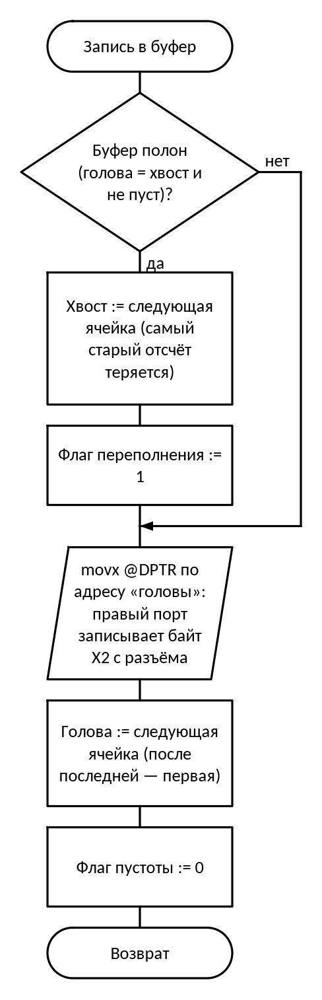 Запись в буфер
Буфер полон
(голова = хвост и
не пуст)?
нет
да
Хвост := следующая
ячейка (самый
старый отсчёт
теряется)
Флаг переполнения :=
1
movx @DPTR по
адресу «головы»:
правый порт
записывает байт
X2 с разъёма
Голова := следующая
ячейка (после
последней — первая)
Флаг пустоты := 0
Возврат